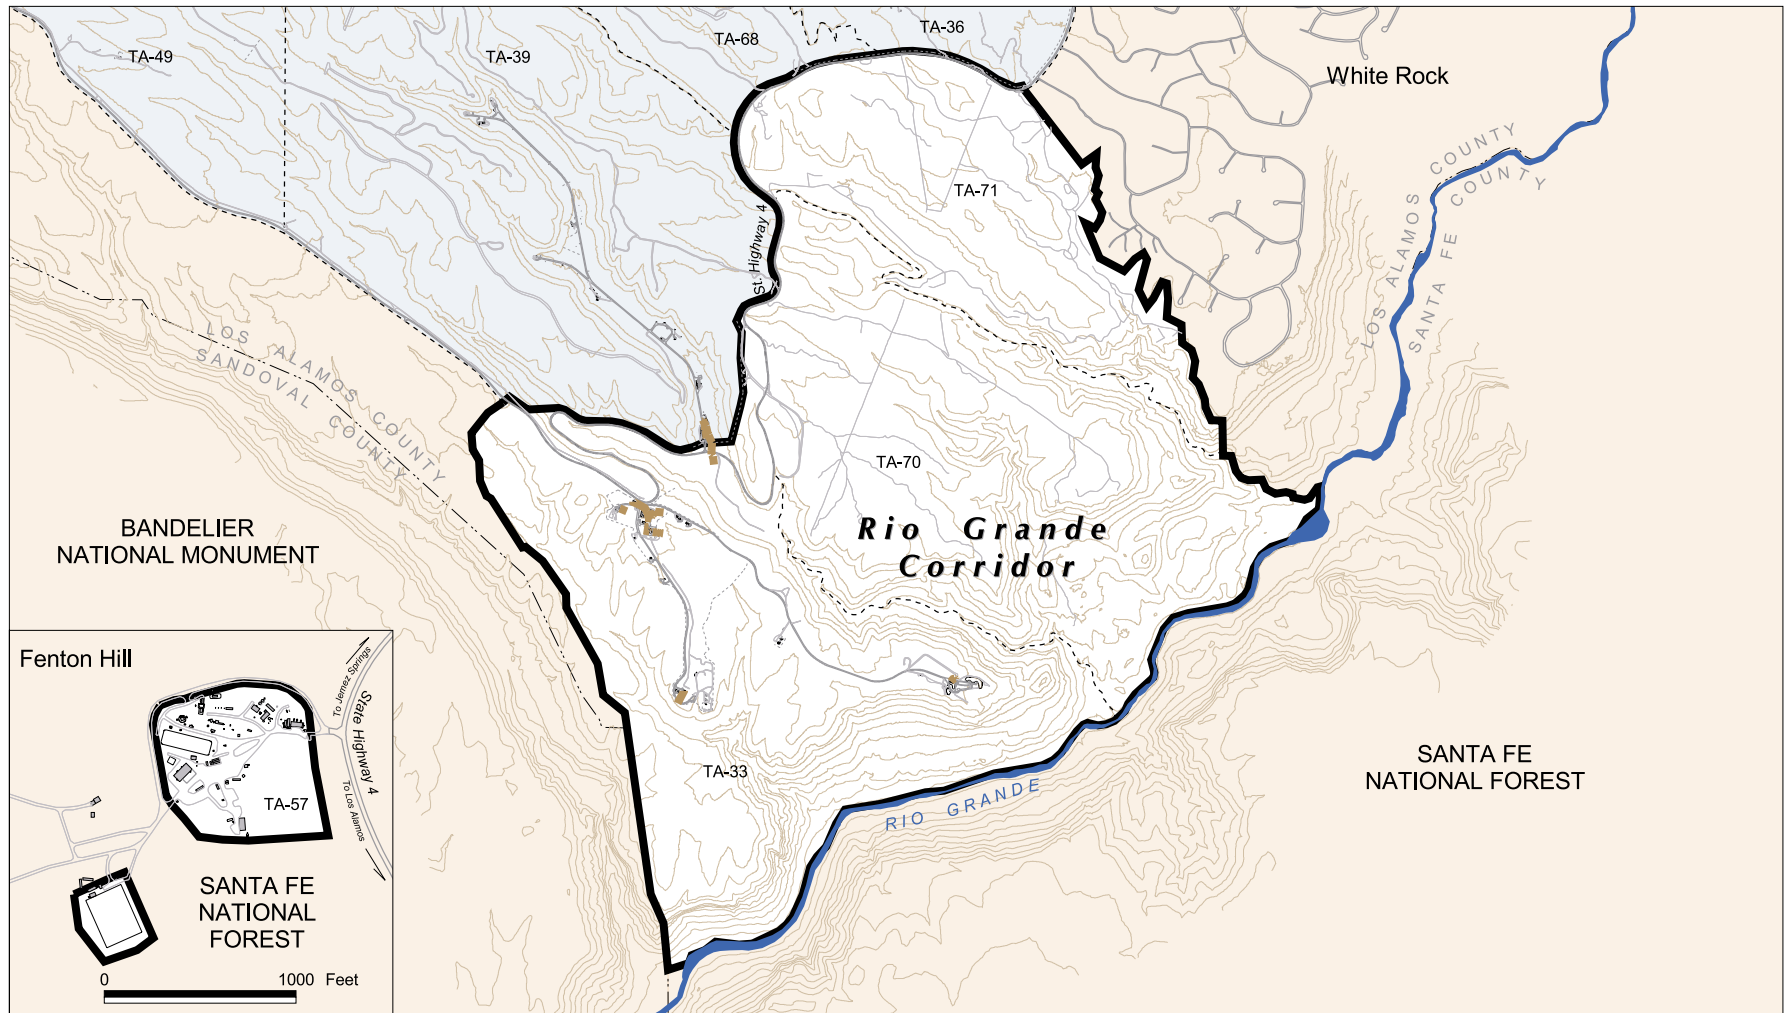 TA-49
TA-39
TA-68
TA-36
White Rock
LOS ALAMOS COUNTY
SANTA FE COUNTY
TA-71
St. Highway 4
LOS ALAMOS COUNTY
SANDOVAL COUNTY
TA-70
Rio Grande
Corridor
BANDELIER
NATIONAL MONUMENT
SANTA FE
NATIONAL FOREST
TA-33
RIO GRANDE
Fenton Hill
To Jemez Springs
State Highway 4
To Los Alamos
TA-57
SANTA FE
NATIONAL
FOREST
0 1000 Feet